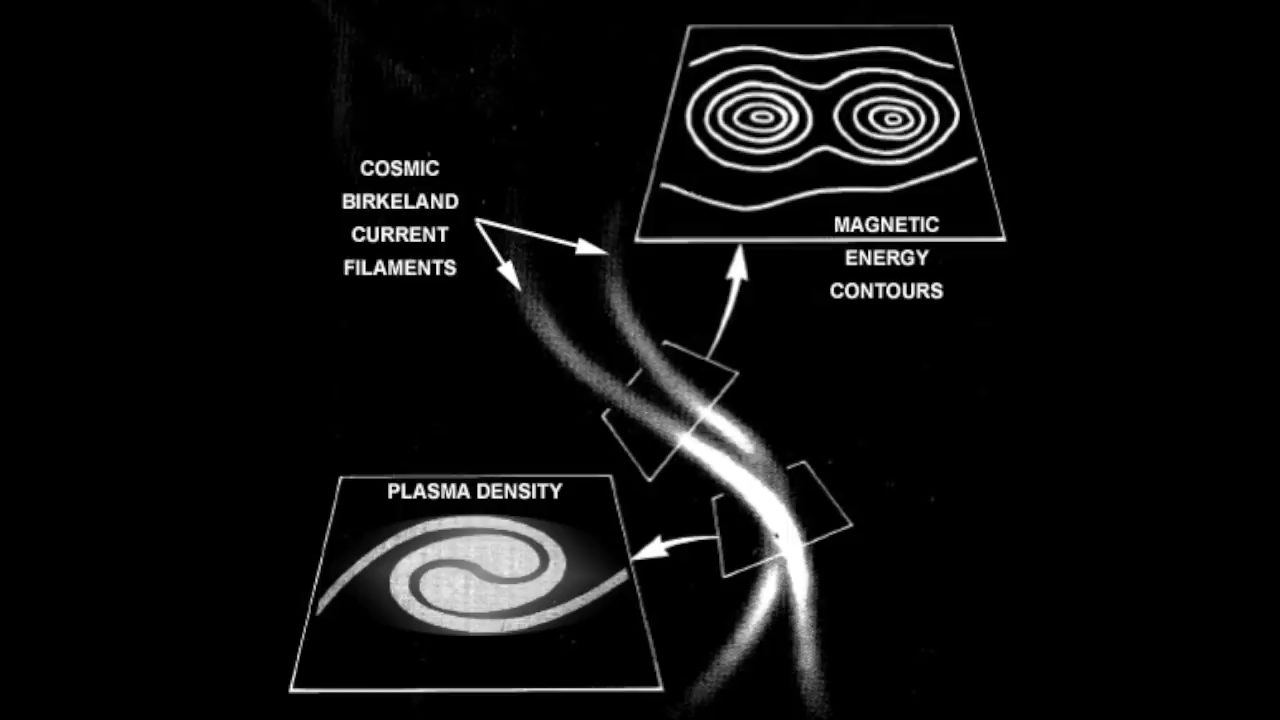 COSMIC
BIRKELAND
CURRENT
FILAMENTS
MAGNETIC
ENERGY
CONTOURS
PLASMA DENSITY